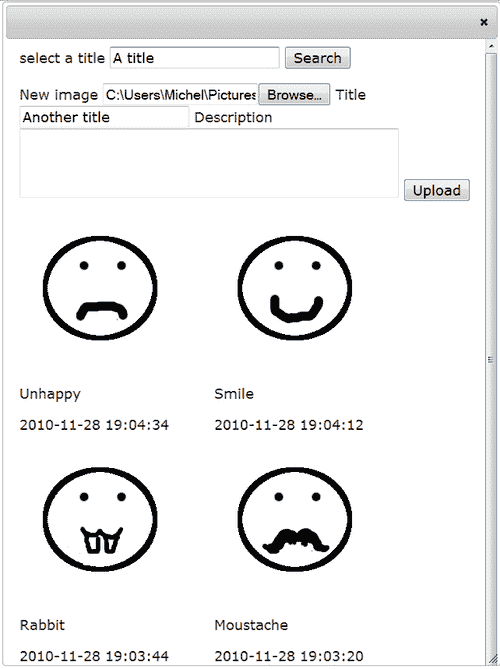 select a title A title Search
New image C:\Users\Michel\Pictures Browse... Title
Another title Description
Upload
Unhappy Smile
2010-11-28 19:04:34 2010-11-28 19:04:12
Rabbit Moustache
2010-11-28 19:03:44 2010-11-28 19:03:20